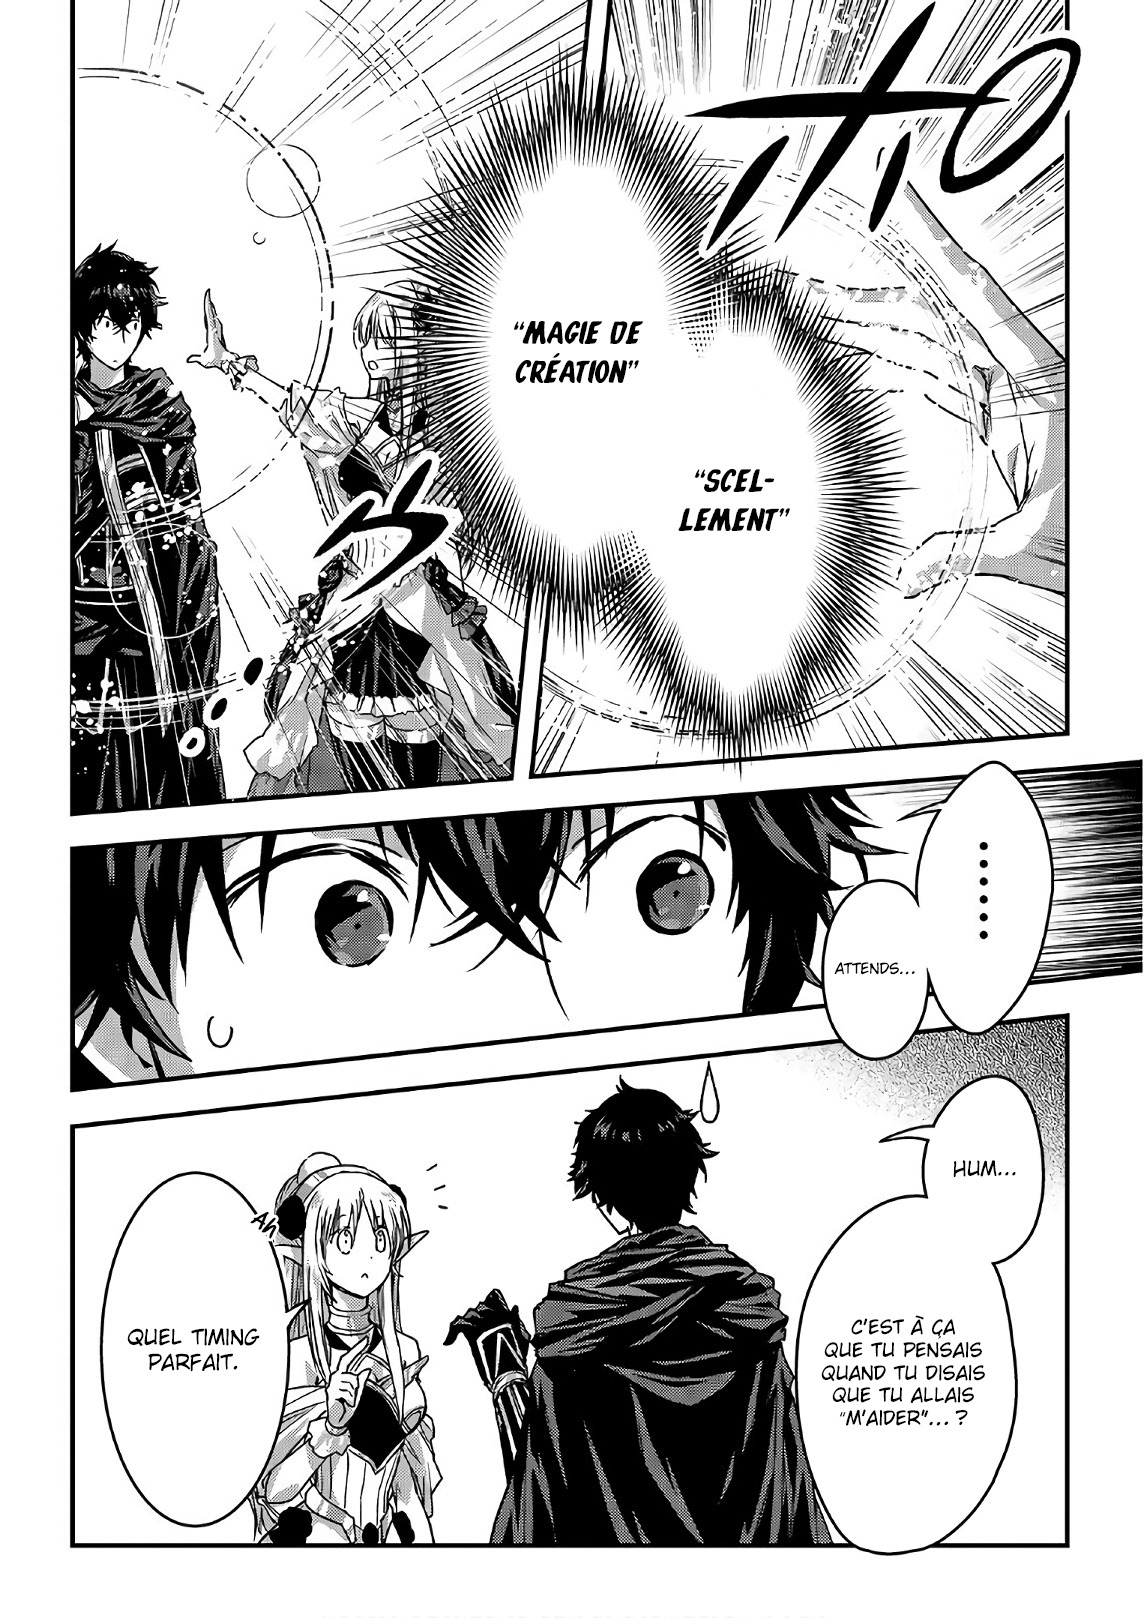 “MAGIE DE
CRÉATION”
“SCEL-
LEMENT”
......
ATTENDS...
HUM...
C'EST À ÇA
QUE TU PENSAIS
QUAND TU DISAIS
QUE TU ALLAIS
“M'AIDER”... ?
Ah
QUEL TIMING
PARFAIT.